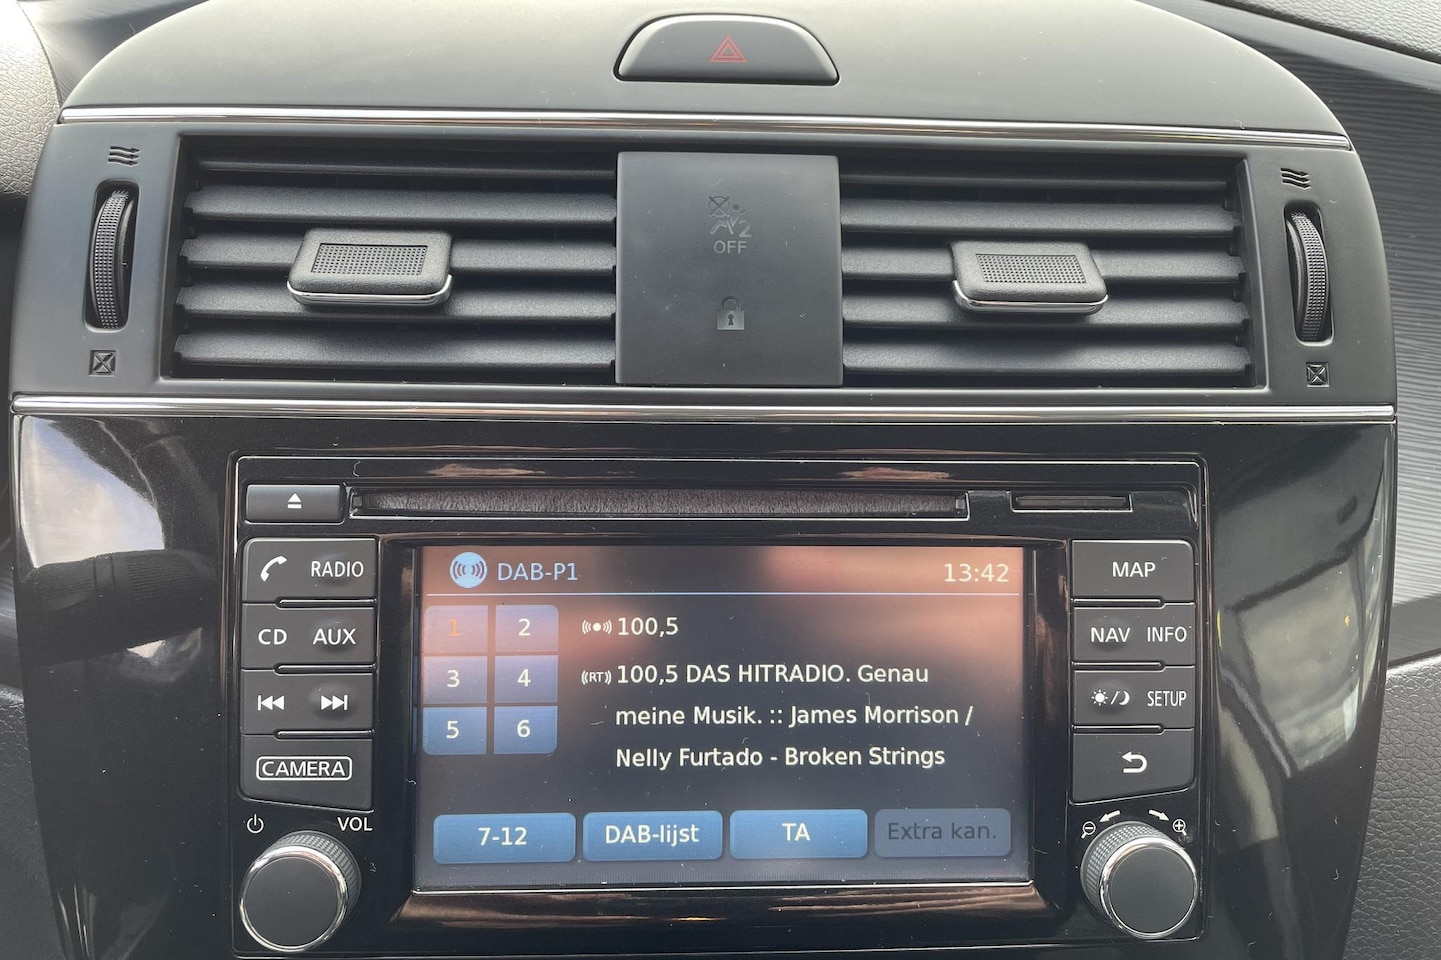 2
OFF
RADIO
CD AUX
CAMERA
VOL
DAB-P1 13:42
1 2
3 4
5 6
100,5
(RT) 100,5 DAS HITRADIO. Genau
meine Musik. :: James Morrison /
Nelly Furtado - Broken Strings
7-12 DAB-lijst TA Extra kan.
MAP
NAV INFO
SETUP